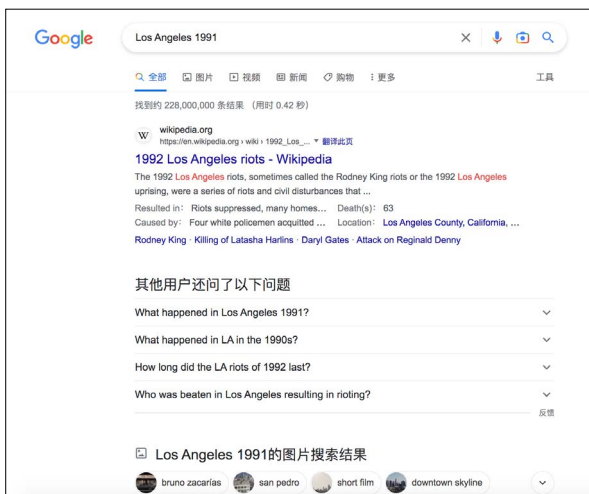 Google
Los Angeles 1991
全部 图片 视频 新闻 购物 更多 工具
找到约 228,000,000 条结果 （用时 0.42 秒）
W wikipedia.org
https://en.wikipedia.org › wiki › 1992_Los_... 翻译此页
1992 Los Angeles riots - Wikipedia
The 1992 Los Angeles riots, sometimes called the Rodney King riots or the 1992 Los Angeles
uprising, were a series of riots and civil disturbances that ...
Resulted in： Riots suppressed, many homes... Death(s)： 63
Caused by： Four white policemen acquitted ... Location： Los Angeles County, California, ...
Rodney King · Killing of Latasha Harlins · Daryl Gates · Attack on Reginald Denny
其他用户还问了以下问题
What happened in Los Angeles 1991?
What happened in LA in the 1990s?
How long did the LA riots of 1992 last?
Who was beaten in Los Angeles resulting in rioting?
反馈
Los Angeles 1991的图片搜索结果
bruno zacarías san pedro short film downtown skyline